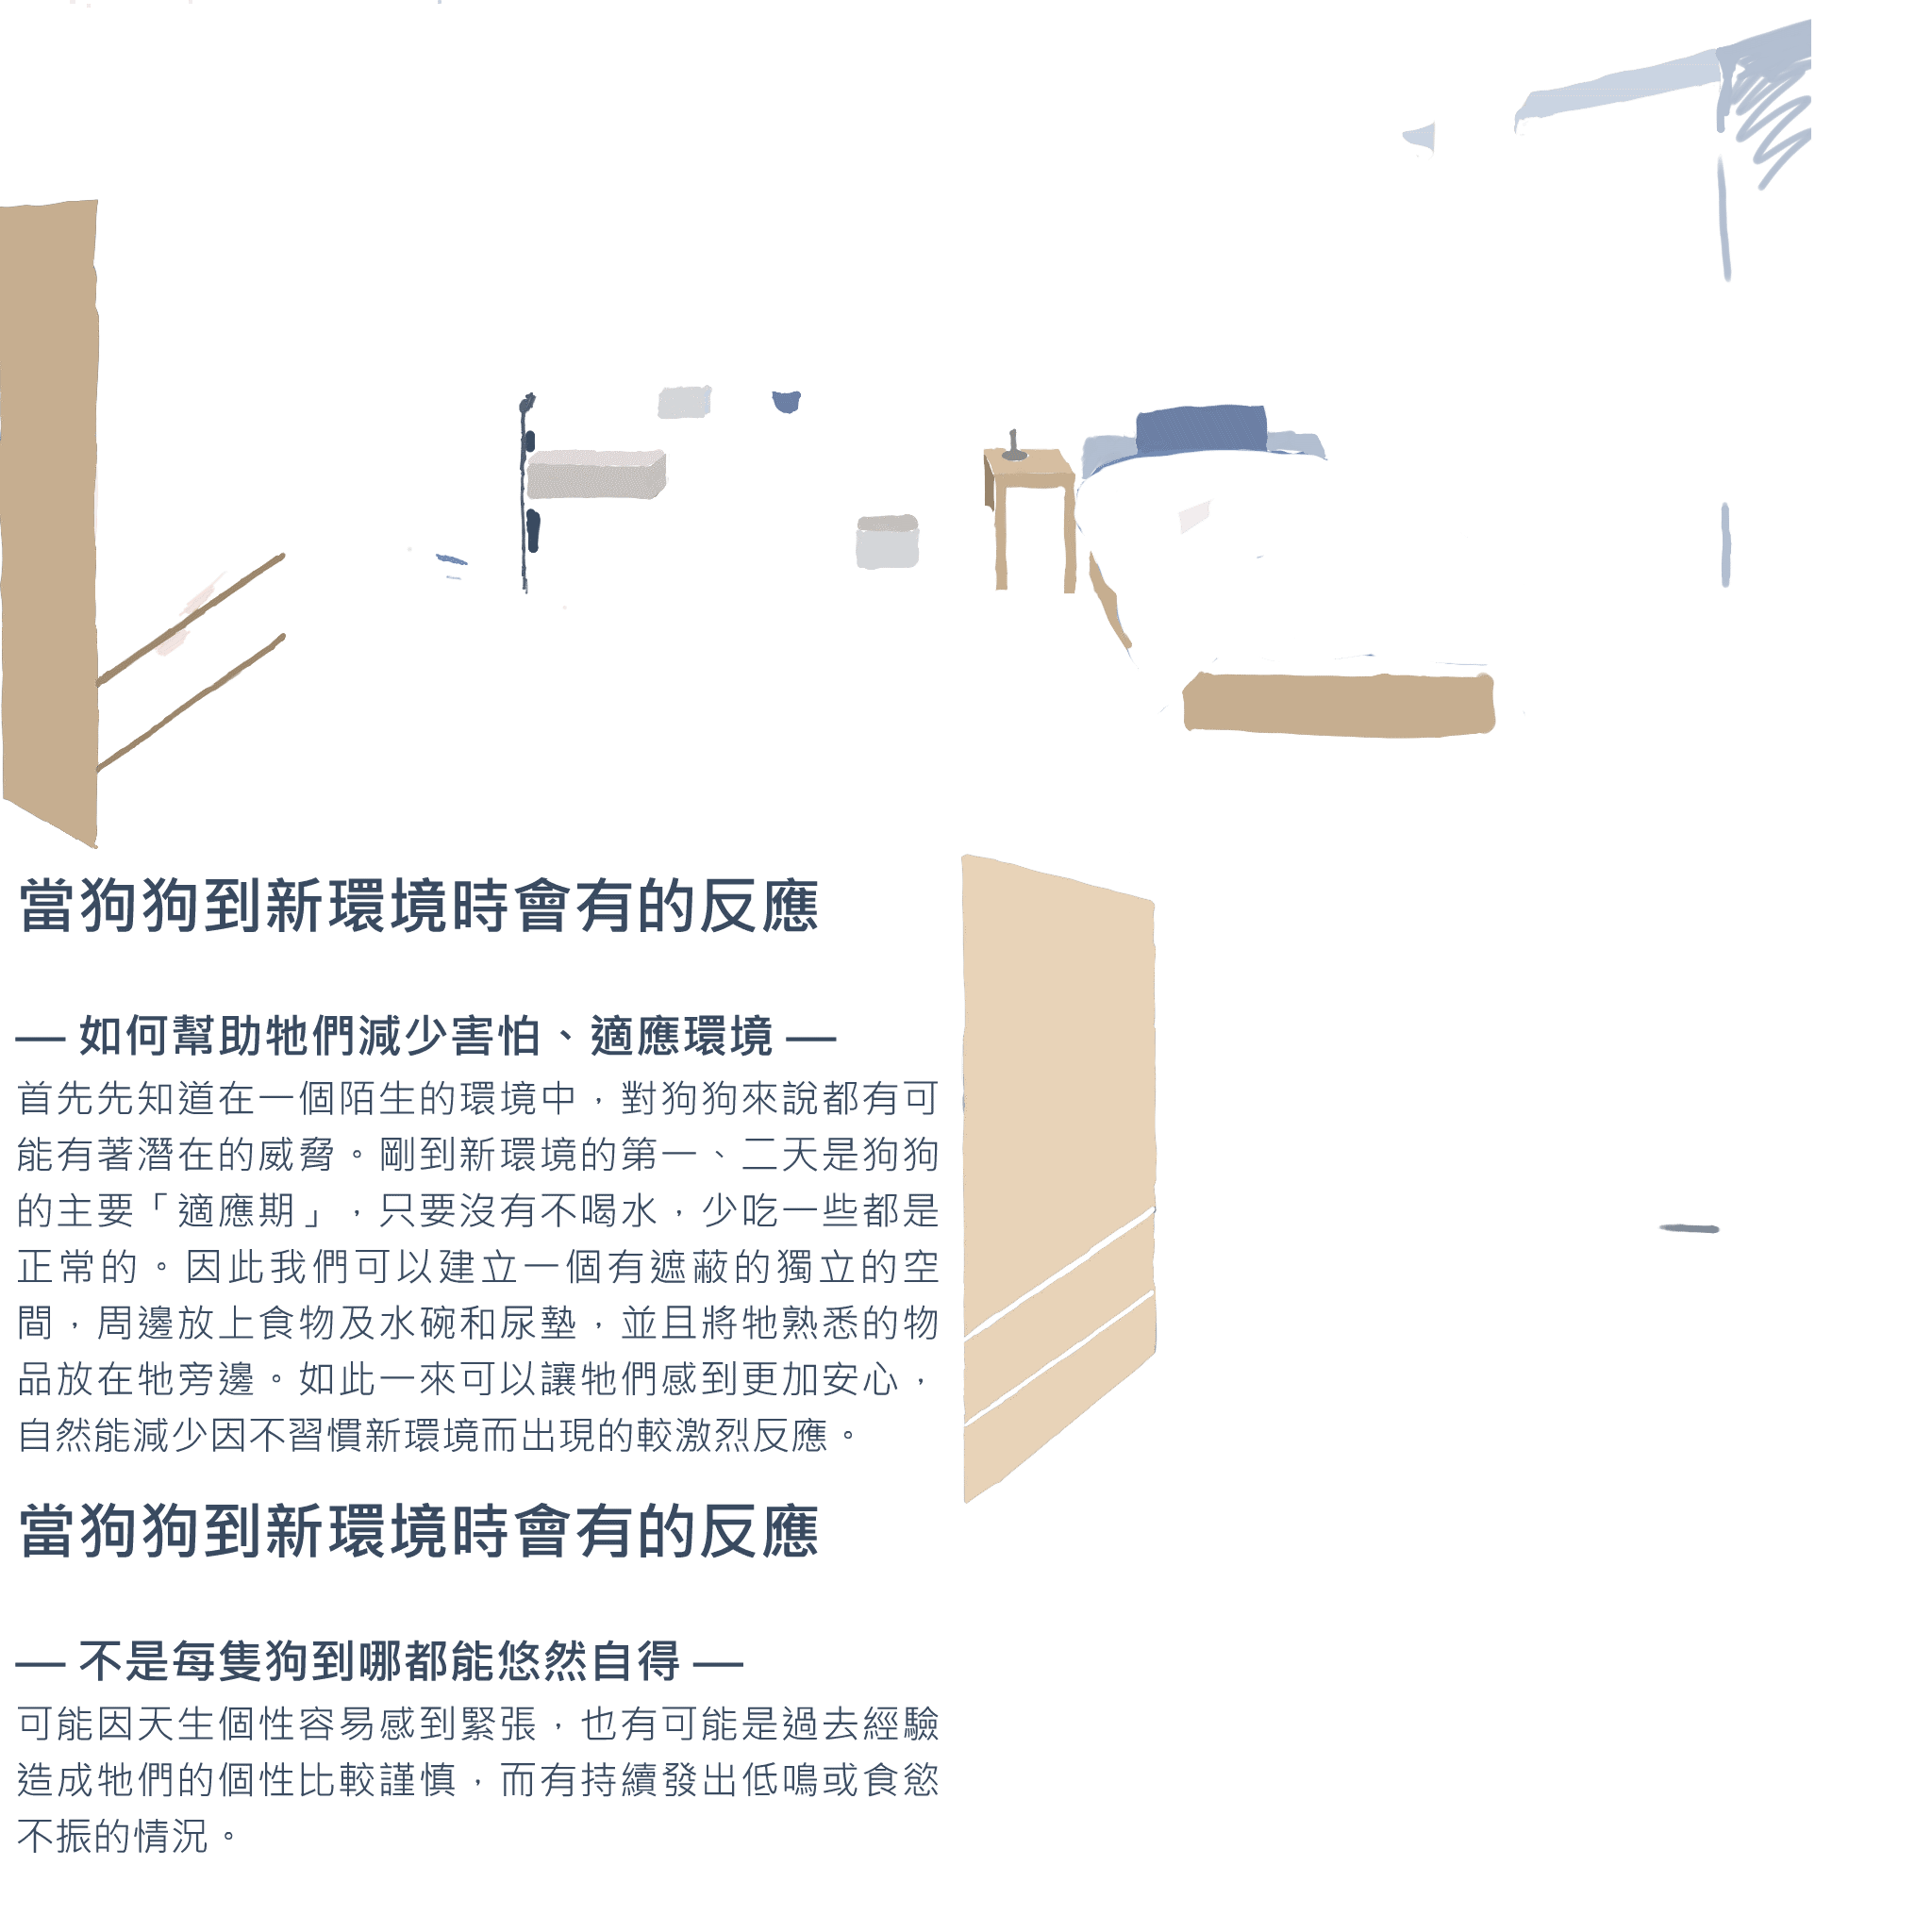 當狗狗到新環境時會有的反應
— 如何幫助牠們減少害怕、適應環境 —
首先先知道在一個陌生的環境中，對狗狗來說都有可
能有著潛在的威脅。剛到新環境的第一、二天是狗狗
的主要「適應期」，只要沒有不喝水，少吃一些都是
正常的。因此我們可以建立一個有遮蔽的獨立的空
間，周邊放上食物及水碗和尿墊，並且將牠熟悉的物
品放在牠旁邊。如此一來可以讓牠們感到更加安心，
自然能減少因不習慣新環境而出現的較激烈反應。
當狗狗到新環境時會有的反應
— 不是每隻狗到哪都能悠然自得 —
可能因天生個性容易感到緊張，也有可能是過去經驗
造成牠們的個性比較謹慎，而有持續發出低鳴或食慾
不振的情況。